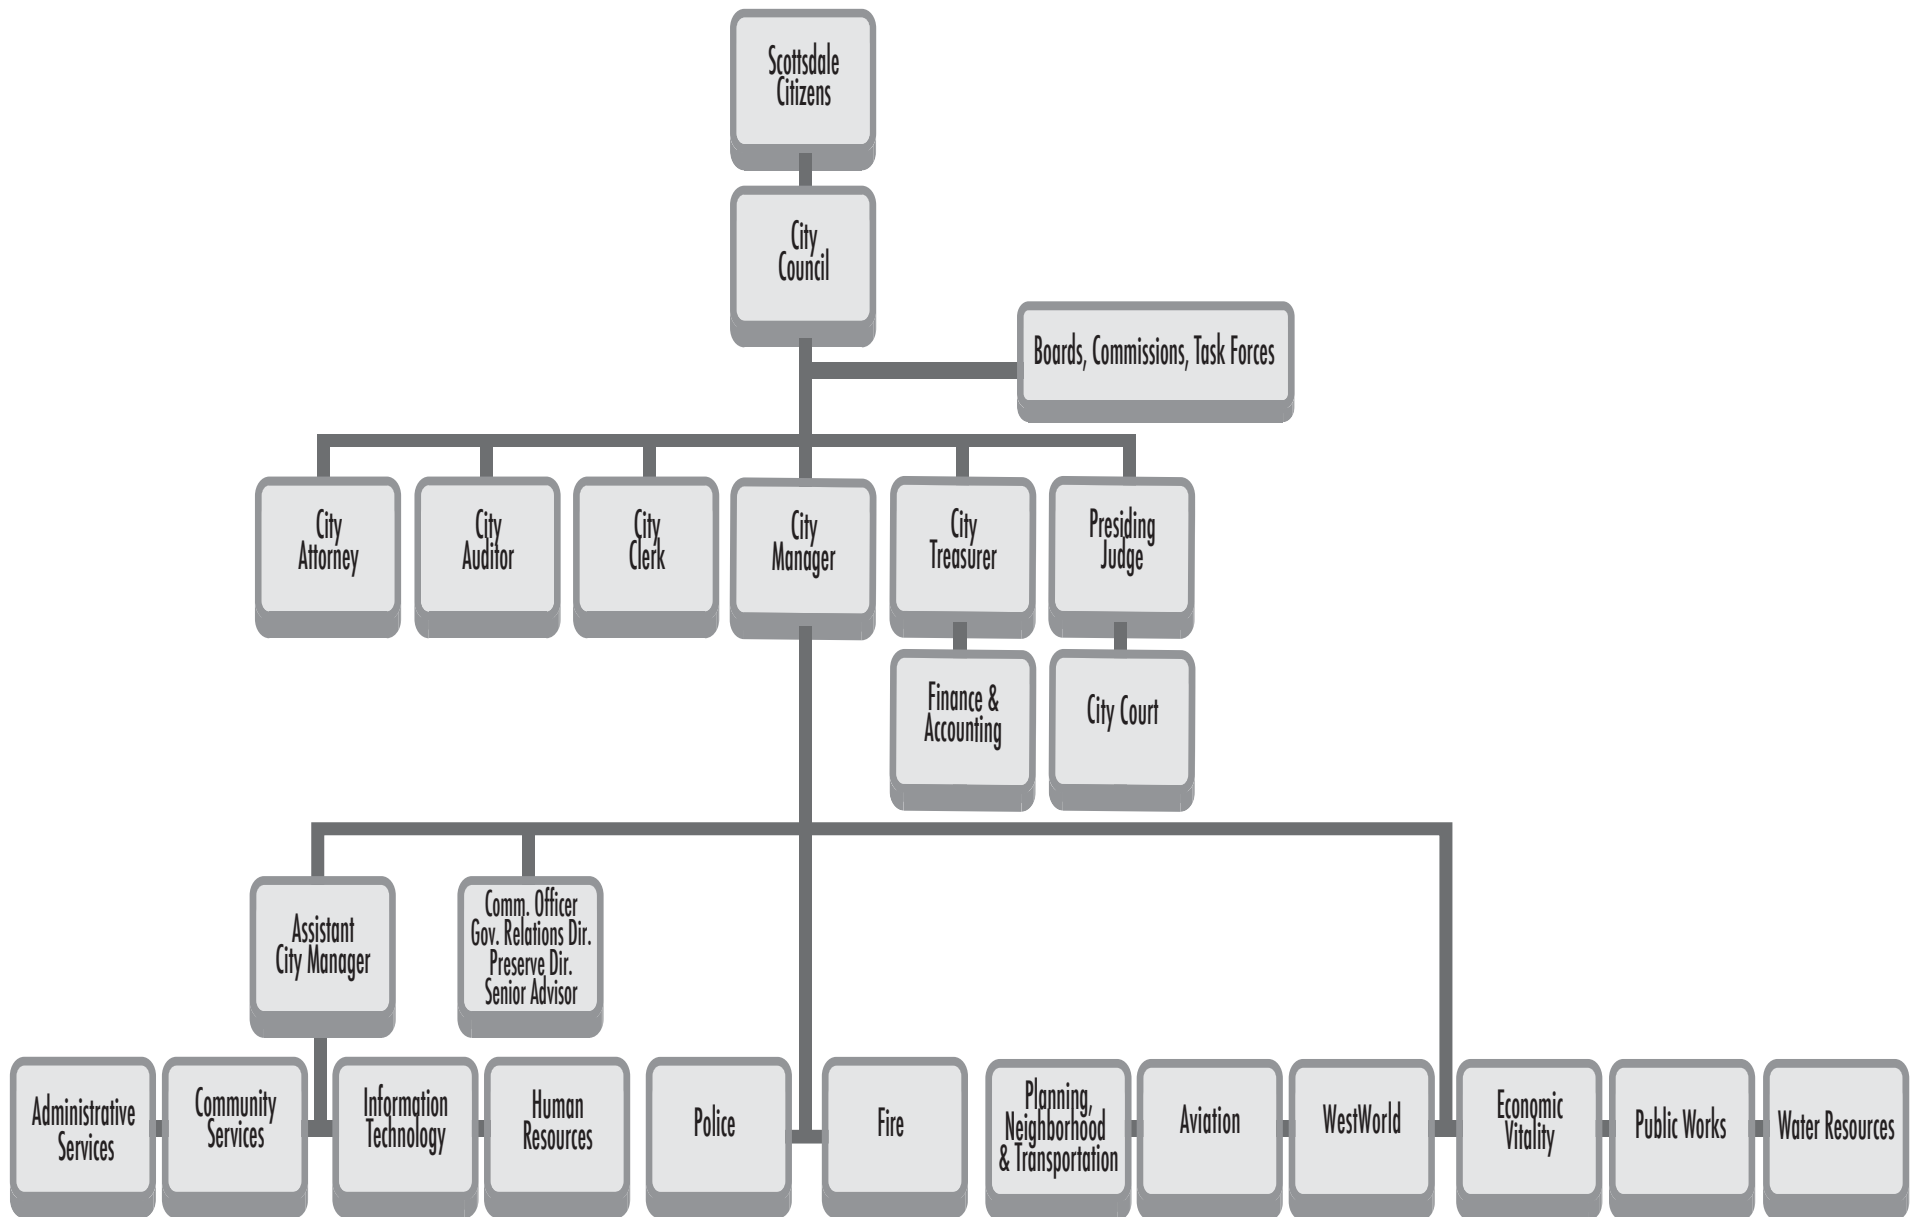 Scottsdale
Citizens
City
Council
Boards, Commissions, Task Forces
City
Attorney
City
Auditor
City
Clerk
City
Manager
City
Treasurer
Presiding
Judge
Finance &
Accounting
City Court
Assistant
City Manager
Comm. Officer
Gov. Relations Dir.
Preserve Dir.
Senior Advisor
Administrative
Services
Community
Services
Information
Technology
Human
Resources
Police
Fire
Planning,
Neighborhood
& Transportation
Aviation
WestWorld
Economic
Vitality
Public Works
Water Resources